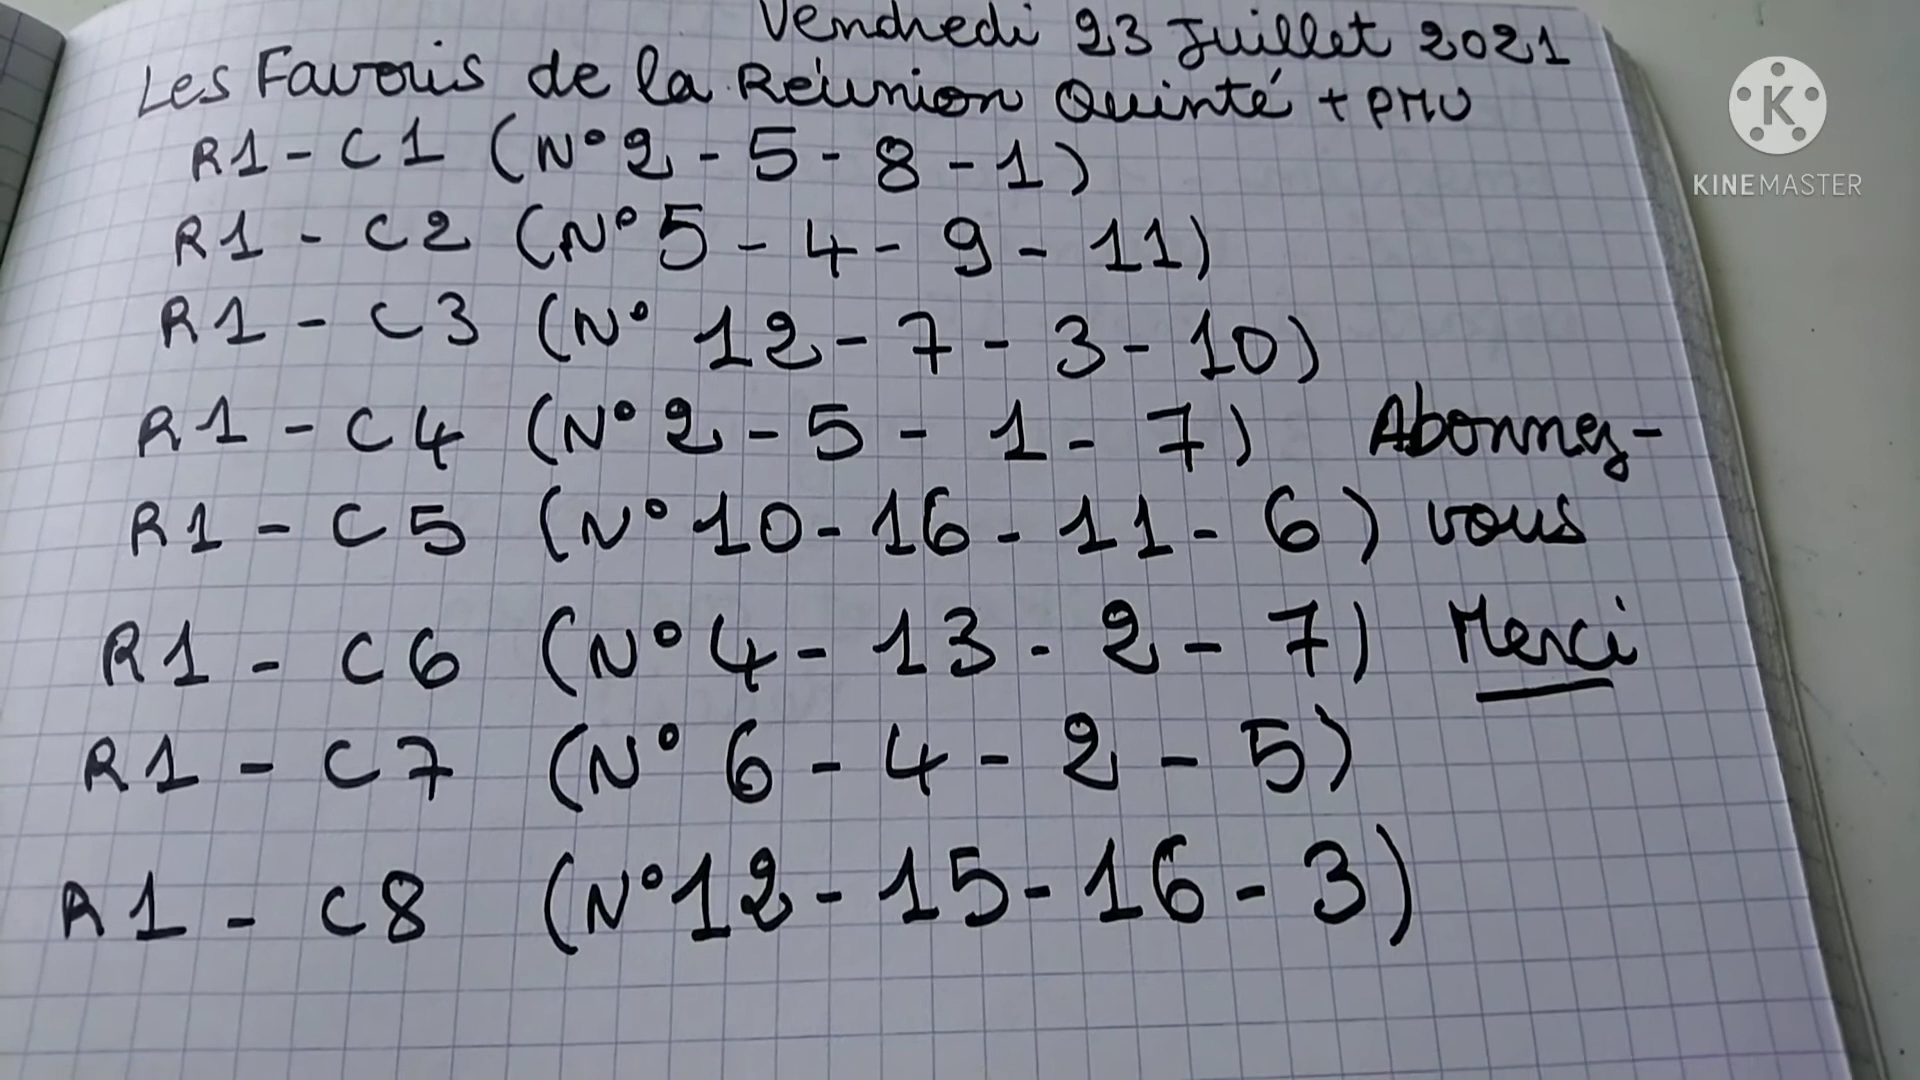 Vendredi 23 Juillet 2021
Les Favoris de la Réunion Quinté + PMU
R1 - C1 (N° 2 - 5 - 8 - 1)
R1 - C2 (N° 5 - 4 - 9 - 11)
R1 - C3 (N° 12 - 7 - 3 - 10)
R1 - C4 (N° 2 - 5 - 1 - 7) Abonnez-
R1 - C5 (N° 10 - 16 - 11 - 6) vous
R1 - C6 (N° 4 - 13 - 2 - 7) Merci
R1 - C7 (N° 6 - 4 - 2 - 5)
R1 - C8 (N° 12 - 15 - 16 - 3)
K
KINEMASTER